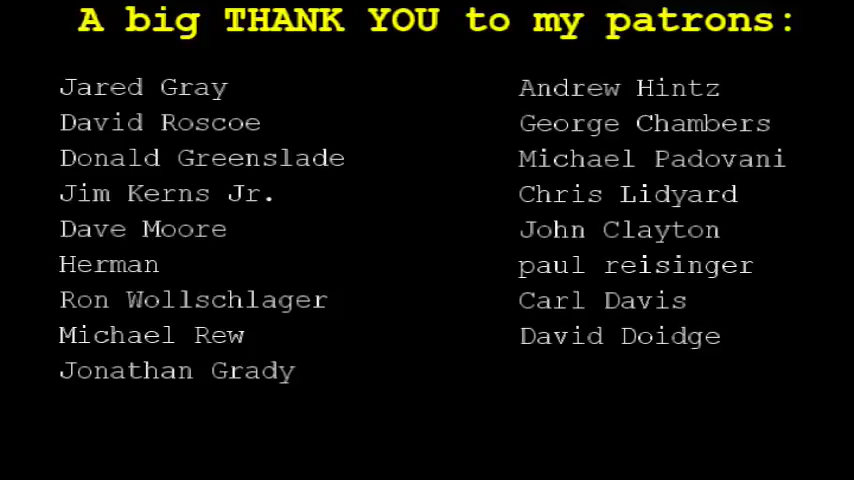 A big THANK YOU to my patrons:
Jared Gray
David Roscoe
Donald Greenslade
Jim Kerns Jr.
Dave Moore
Herman
Ron Wollschlager
Michael Rew
Jonathan Grady
Andrew Hintz
George Chambers
Michael Padovani
Chris Lidyard
John Clayton
paul reisinger
Carl Davis
David Doidge